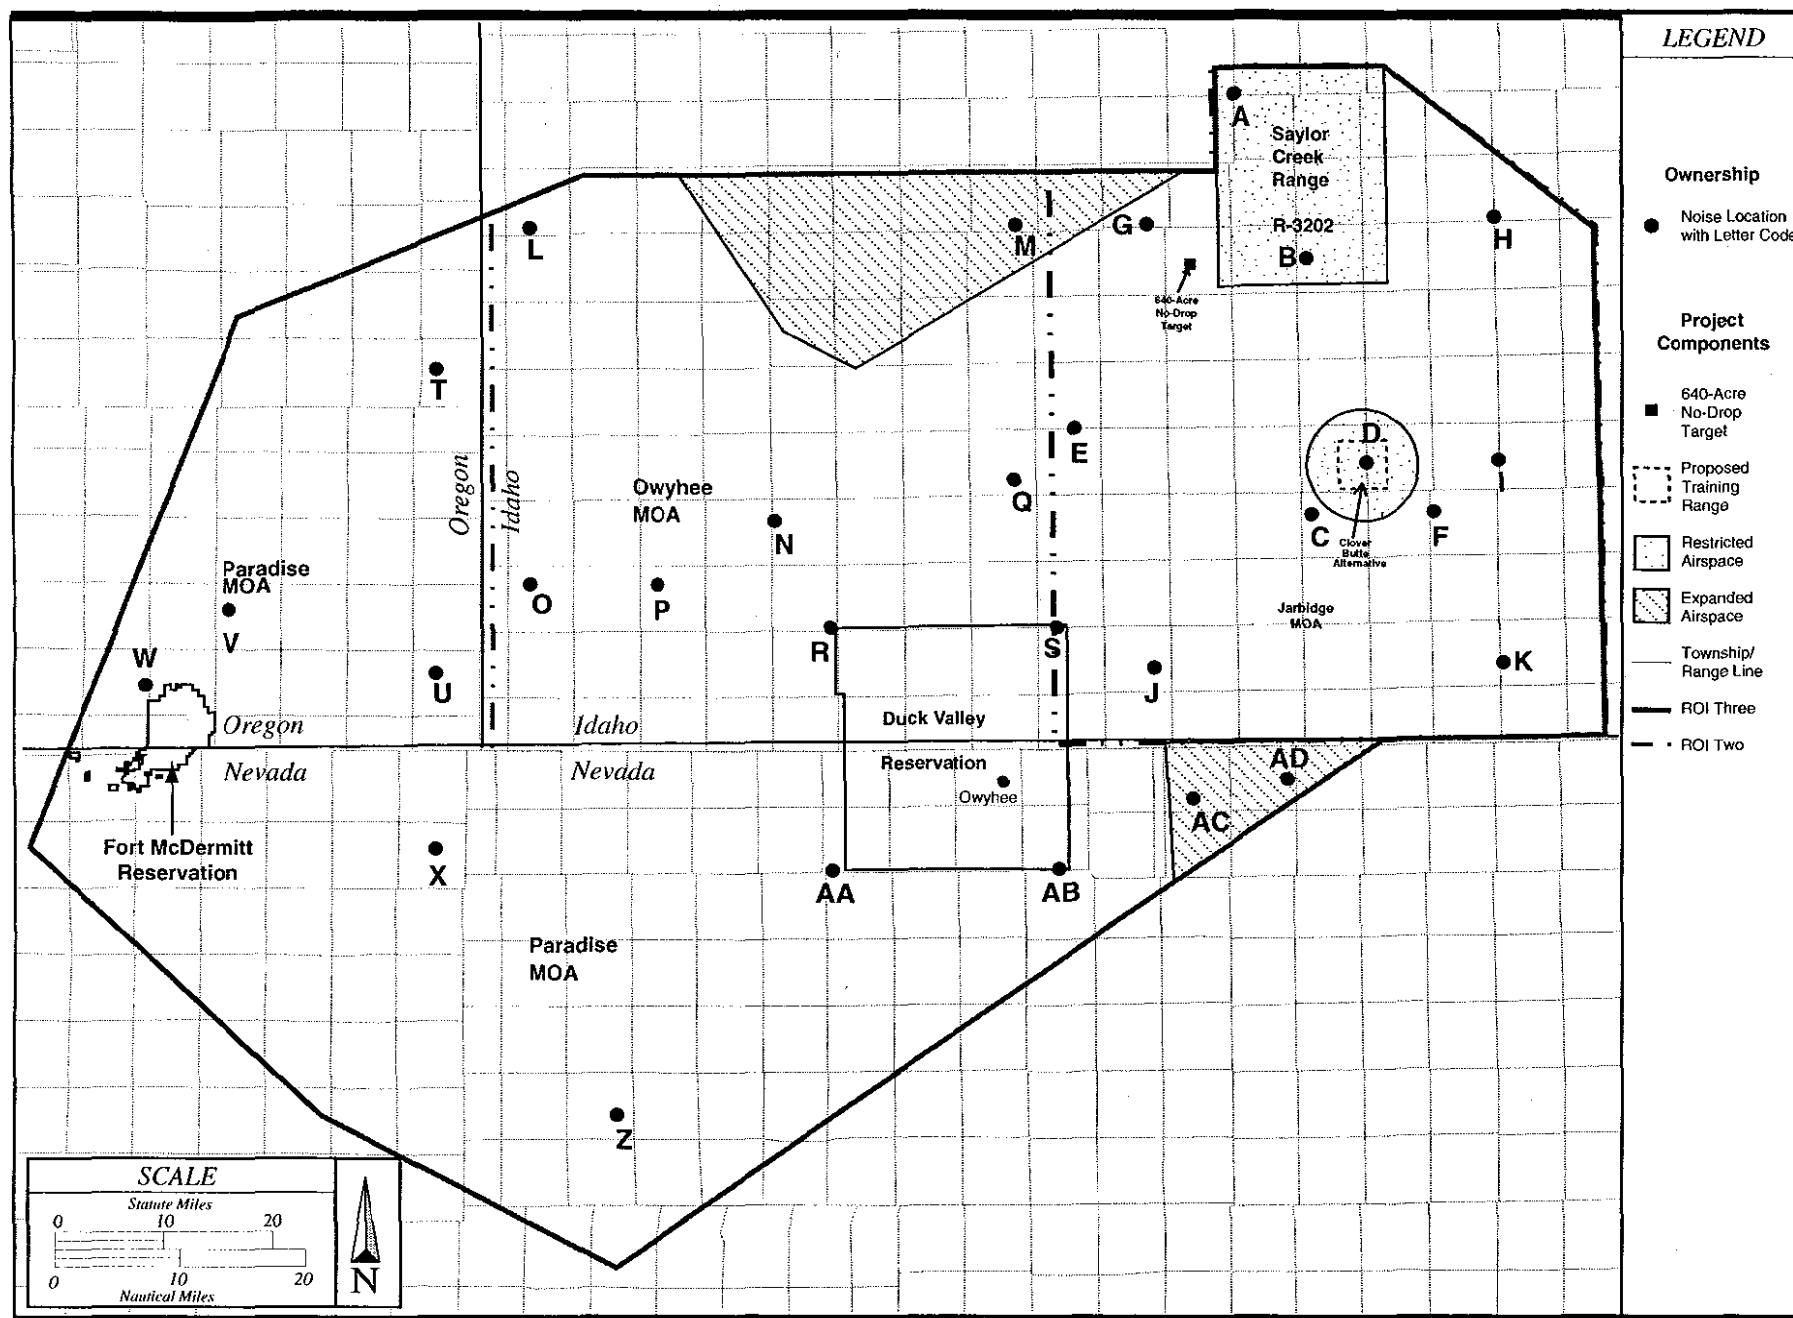 LEGEND
Ownership
Noise Location
with Letter Code
Project
Components
640-Acre
No-Drop
Target
Proposed
Training
Range
Restricted
Airspace
Expanded
Airspace
Township/
Range Line
ROI Three
ROI Two
A
Saylor
Creek
Range
R-3202
B
H
L
M
G
640-Acre
No-Drop
Target
T
E
D
I
Q
C
F
Clover
Butte
Alternative
Oregon
Idaho
Owyhee
MOA
N
Paradise
MOA
V
O
P
Jarbidge
MOA
R
S
W
U
J
K
Oregon
Idaho
Duck Valley
Reservation
Nevada
Nevada
Owyhee
AD
AC
Fort McDermitt
Reservation
X
AA
AB
Paradise
MOA
Z
SCALE
Statute Miles
0 10 20
0 10 20
Nautical Miles
N